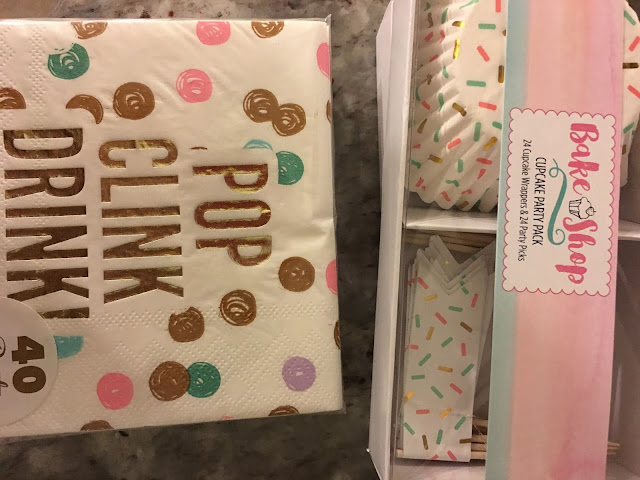 POP
CLINK
DRINK!
40
Bake Shop
CUPCAKE PARTY PACK
24 Cupcake Wrappers & 24 Party Picks